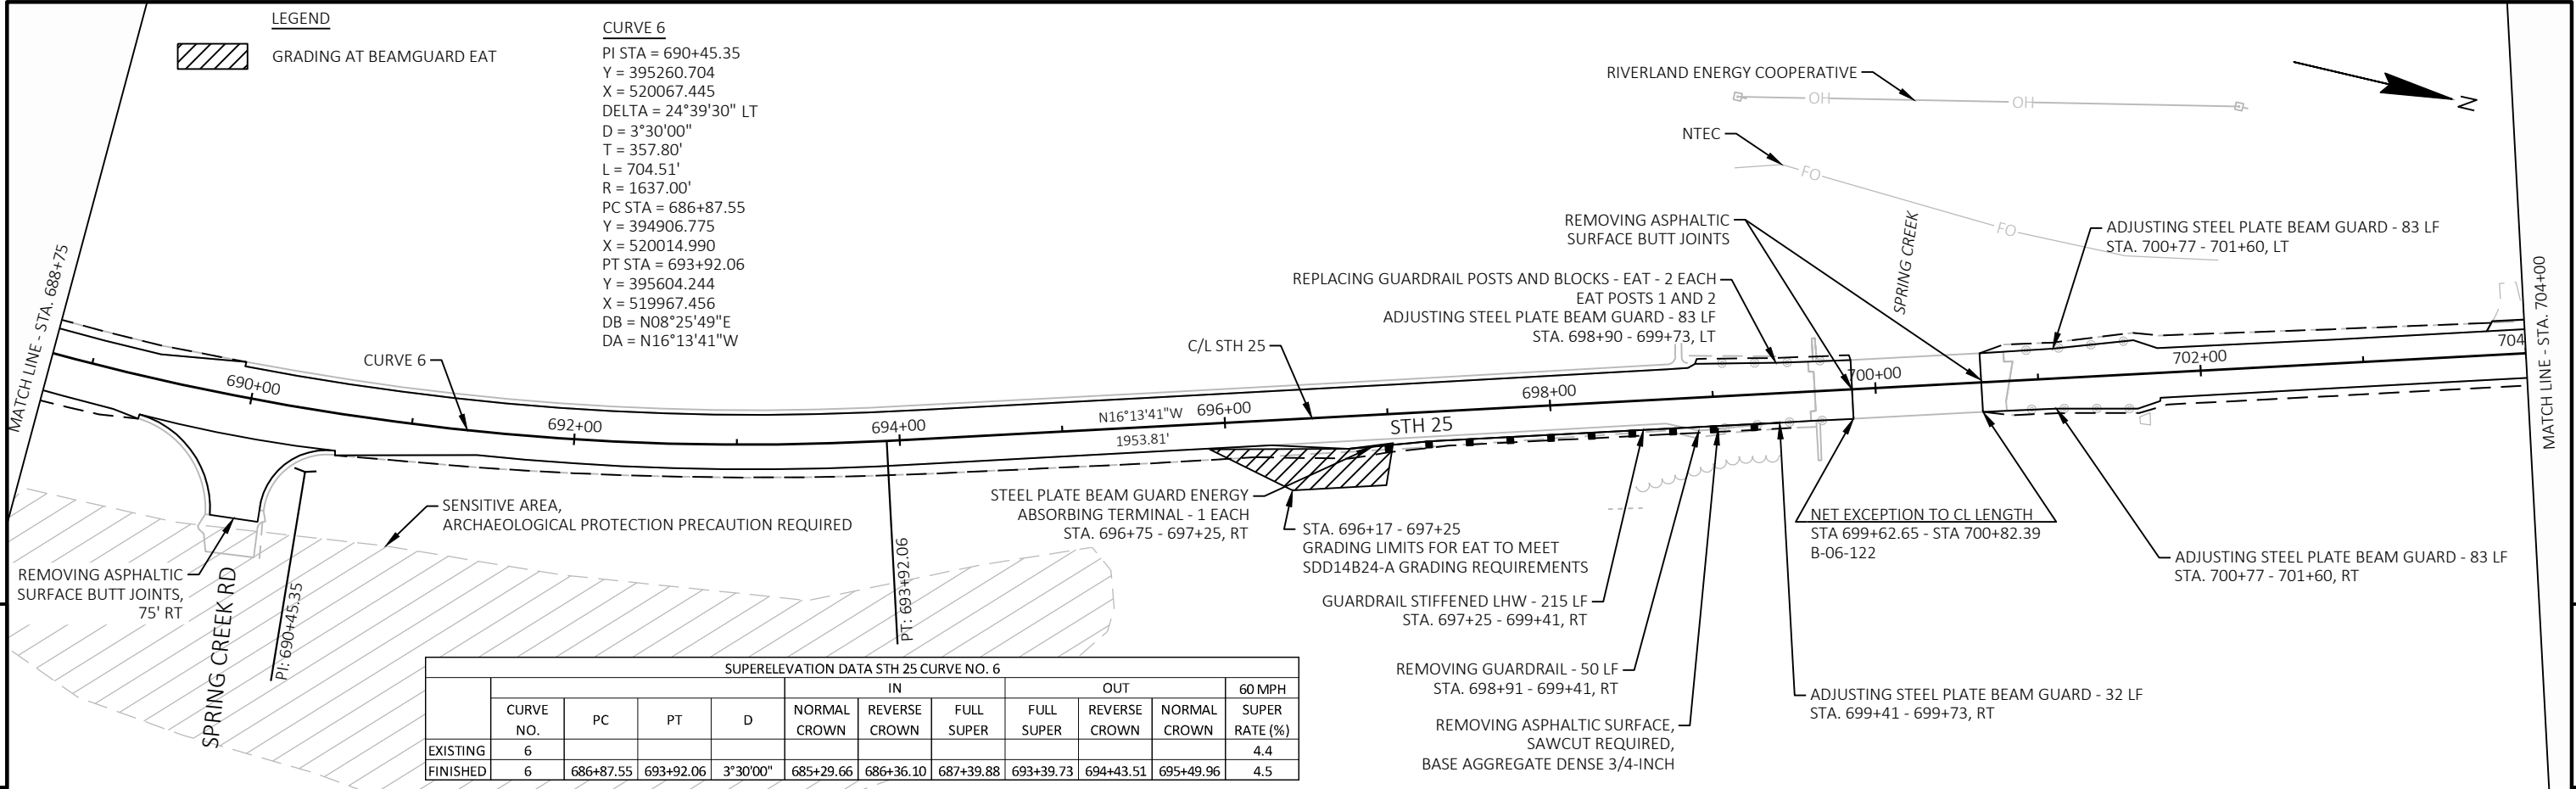 LEGEND
GRADING AT BEAMGUARD EAT
CURVE 6
PI STA = 690+45.35
Y = 395260.704
X = 520067.445
DELTA = 24°39'30" LT
D = 3°30'00"
T = 357.80'
L = 704.51'
R = 1637.00'
PC STA = 686+87.55
Y = 394906.775
X = 520014.990
PT STA = 693+92.06
Y = 395604.244
X = 519967.456
DB = N08°25'49"E
DA = N16°13'41"W
RIVERLAND ENERGY COOPERATIVE
OH
OH
N
NTEC
FO
FO
SPRING CREEK
REMOVING ASPHALTIC
SURFACE BUTT JOINTS
ADJUSTING STEEL PLATE BEAM GUARD - 83 LF
STA. 700+77 - 701+60, LT
REPLACING GUARDRAIL POSTS AND BLOCKS - EAT - 2 EACH
EAT POSTS 1 AND 2
ADJUSTING STEEL PLATE BEAM GUARD - 83 LF
STA. 698+90 - 699+73, LT
MATCH LINE - STA. 688+75
MATCH LINE - STA. 704+00
CURVE 6
C/L STH 25
690+00
692+00
694+00
N16°13'41"W
1953.81'
696+00
698+00
STH 25
700+00
702+00
704
SENSITIVE AREA,
ARCHAEOLOGICAL PROTECTION PRECAUTION REQUIRED
REMOVING ASPHALTIC
SURFACE BUTT JOINTS,
75' RT
SPRING CREEK RD
PI: 690+45.35
PT: 693+92.06
STEEL PLATE BEAM GUARD ENERGY
ABSORBING TERMINAL - 1 EACH
STA. 696+75 - 697+25, RT
STA. 696+17 - 697+25
GRADING LIMITS FOR EAT TO MEET
SDD14B24-A GRADING REQUIREMENTS
GUARDRAIL STIFFENED LHW - 215 LF
STA. 697+25 - 699+41, RT
REMOVING GUARDRAIL - 50 LF
STA. 698+91 - 699+41, RT
REMOVING ASPHALTIC SURFACE,
SAWCUT REQUIRED,
BASE AGGREGATE DENSE 3/4-INCH
NET EXCEPTION TO CL LENGTH
STA 699+62.65 - STA 700+82.39
B-06-122
ADJUSTING STEEL PLATE BEAM GUARD - 83 LF
STA. 700+77 - 701+60, RT
ADJUSTING STEEL PLATE BEAM GUARD - 32 LF
STA. 699+41 - 699+73, RT
SUPERELEVATION DATA STH 25 CURVE NO. 6
IN OUT 60 MPH
CURVE NO. PC PT D NORMAL CROWN REVERSE CROWN FULL SUPER FULL SUPER REVERSE CROWN NORMAL CROWN SUPER RATE (%)
EXISTING 6 4.4
FINISHED 6 686+87.55 693+92.06 3°30'00" 685+29.66 686+36.10 687+39.88 693+39.73 694+43.51 695+49.96 4.5